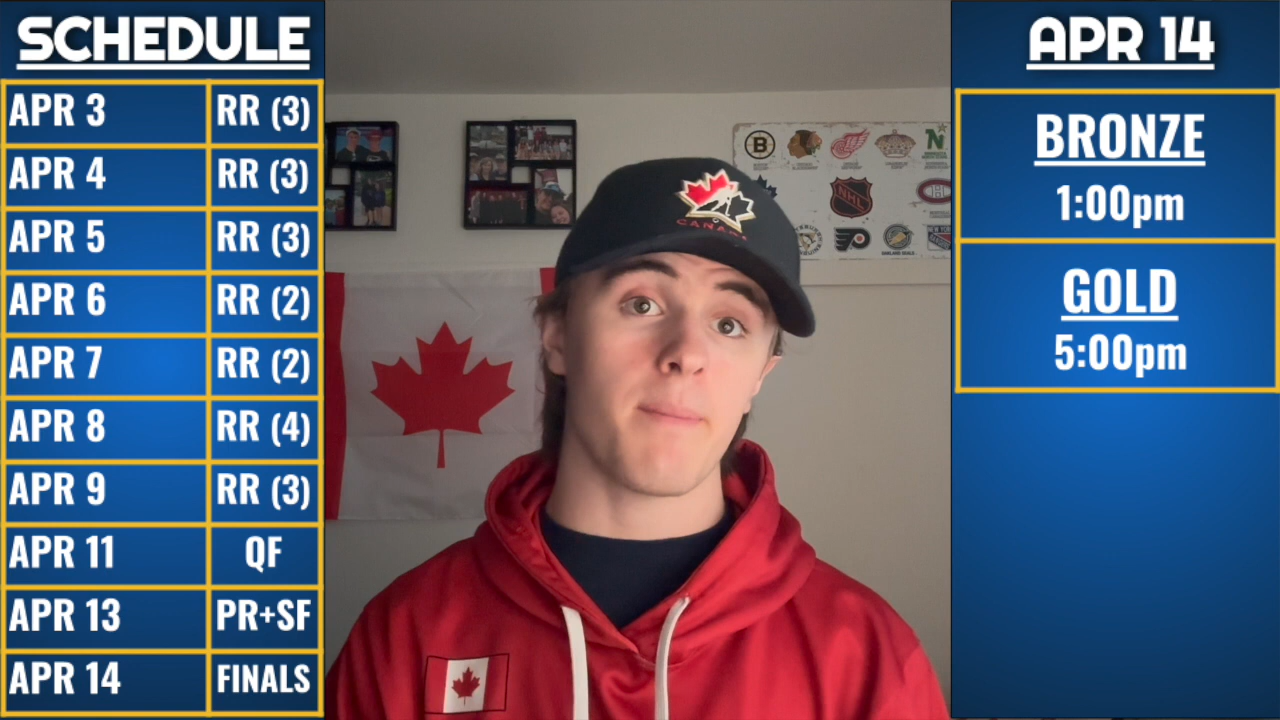 SCHEDULE
APR 3 RR (3)
APR 4 RR (3)
APR 5 RR (3)
APR 6 RR (2)
APR 7 RR (2)
APR 8 RR (4)
APR 9 RR (3)
APR 11 QF
APR 13 PR+SF
APR 14 FINALS
CANADA
B
NHL
APR 14
BRONZE
1:00pm
GOLD
5:00pm